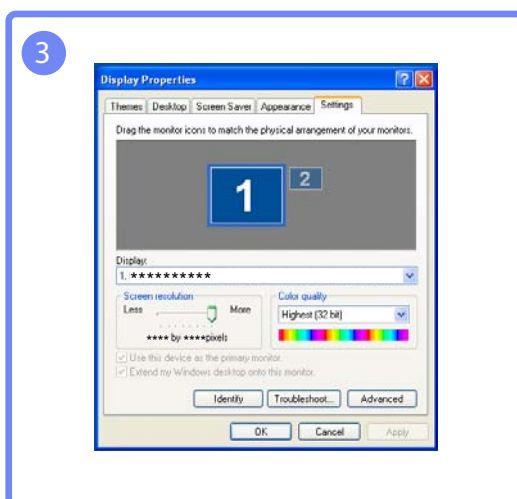 3
Display Properties
Themes Desktop Screen Saver Appearance Settings
Drag the monitor icons to match the physical arrangement of your monitors.
1 2
Display:
1. **********
Screen resolution Color quality
Less More Highest (32 bit)
**** by ****pixels
Use this device as the primary monitor.
Extend my Windows desktop onto this monitor.
Identify Troubleshoot... Advanced
OK Cancel Apply